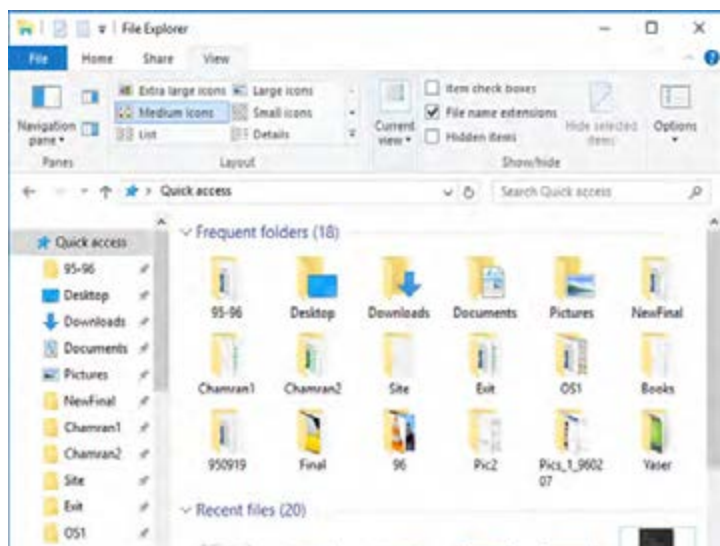 File Explorer
File Home Share View
Navigation pane
Extra large icons Large icons
Medium icons Small icons
List Details
Current view
Item check boxes
File name extensions
Hidden items
Hide selected items
Options
Panes Layout Show/hide
Quick access Search Quick access
Quick access
95-96
Desktop
Downloads
Documents
Pictures
NewFinal
Chamran1
Chamran2
Site
Exit
OS1
Frequent folders (18)
95-96 Desktop Downloads Documents Pictures NewFinal
Chamran1 Chamran2 Site Exit OS1 Books
950919 Final 96 Pic2 Pics_1_9602 Yaser
07
Recent files (20)